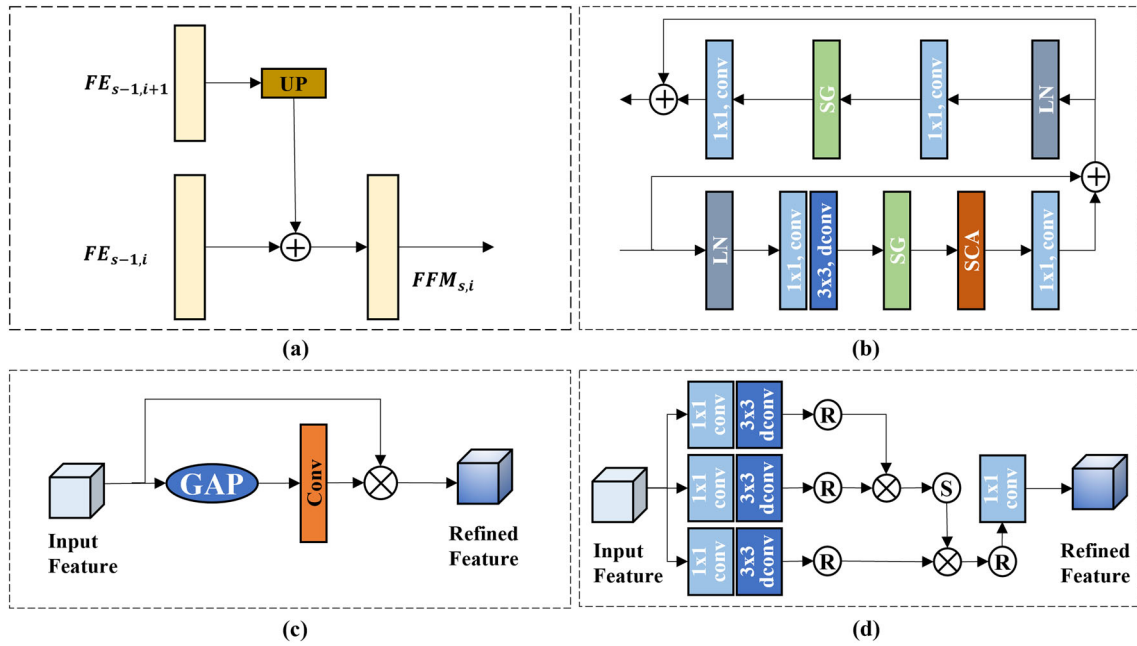 FE_{s-1,i+1}
UP
FE_{s-1,i}
FFM_{s,i}
(a)
1x1, conv
SG
1x1, conv
LN
LN
1x1, conv
3x3, dconv
SG
SCA
1x1, conv
(b)
Input
Feature
GAP
Conv
Refined
Feature
(c)
Input
Feature
1x1
conv
3x3
dconv
R
1x1
conv
3x3
dconv
R
S
1x1
conv
3x3
dconv
R
R
1x1
conv
Refined
Feature
(d)